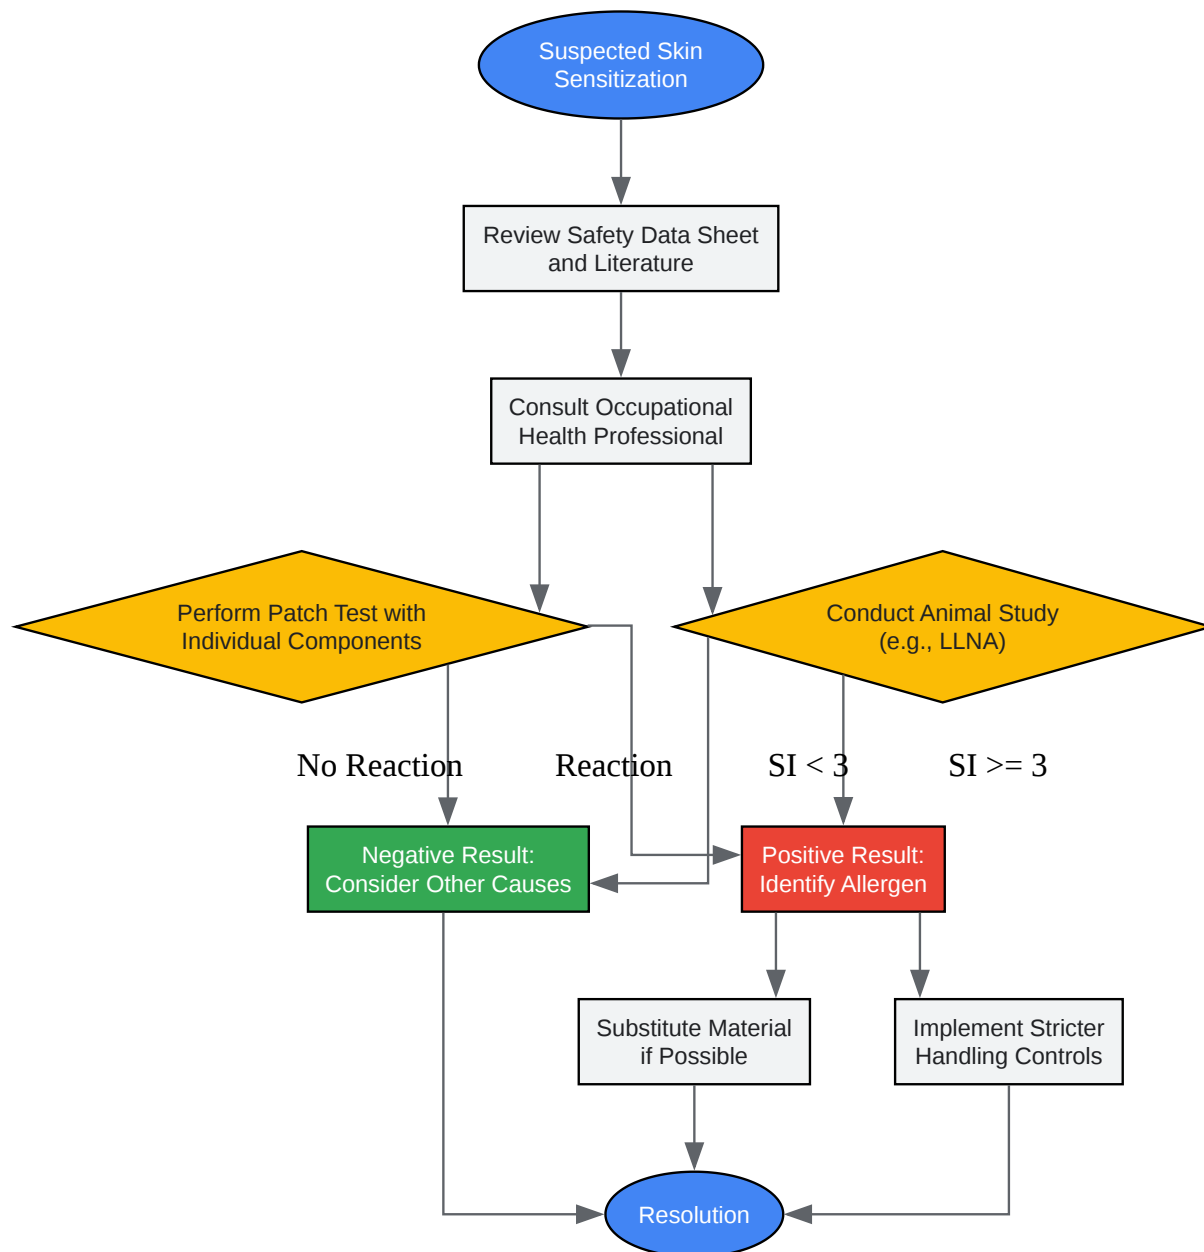 Suspected Skin
Sensitization
Review Safety Data Sheet
and Literature
Consult Occupational
Health Professional
Perform Patch Test with
Individual Components
Conduct Animal Study
(e.g., LLNA)
No Reaction
Reaction
SI < 3
SI >= 3
Negative Result:
Consider Other Causes
Positive Result:
Identify Allergen
Substitute Material
if Possible
Implement Stricter
Handling Controls
Resolution